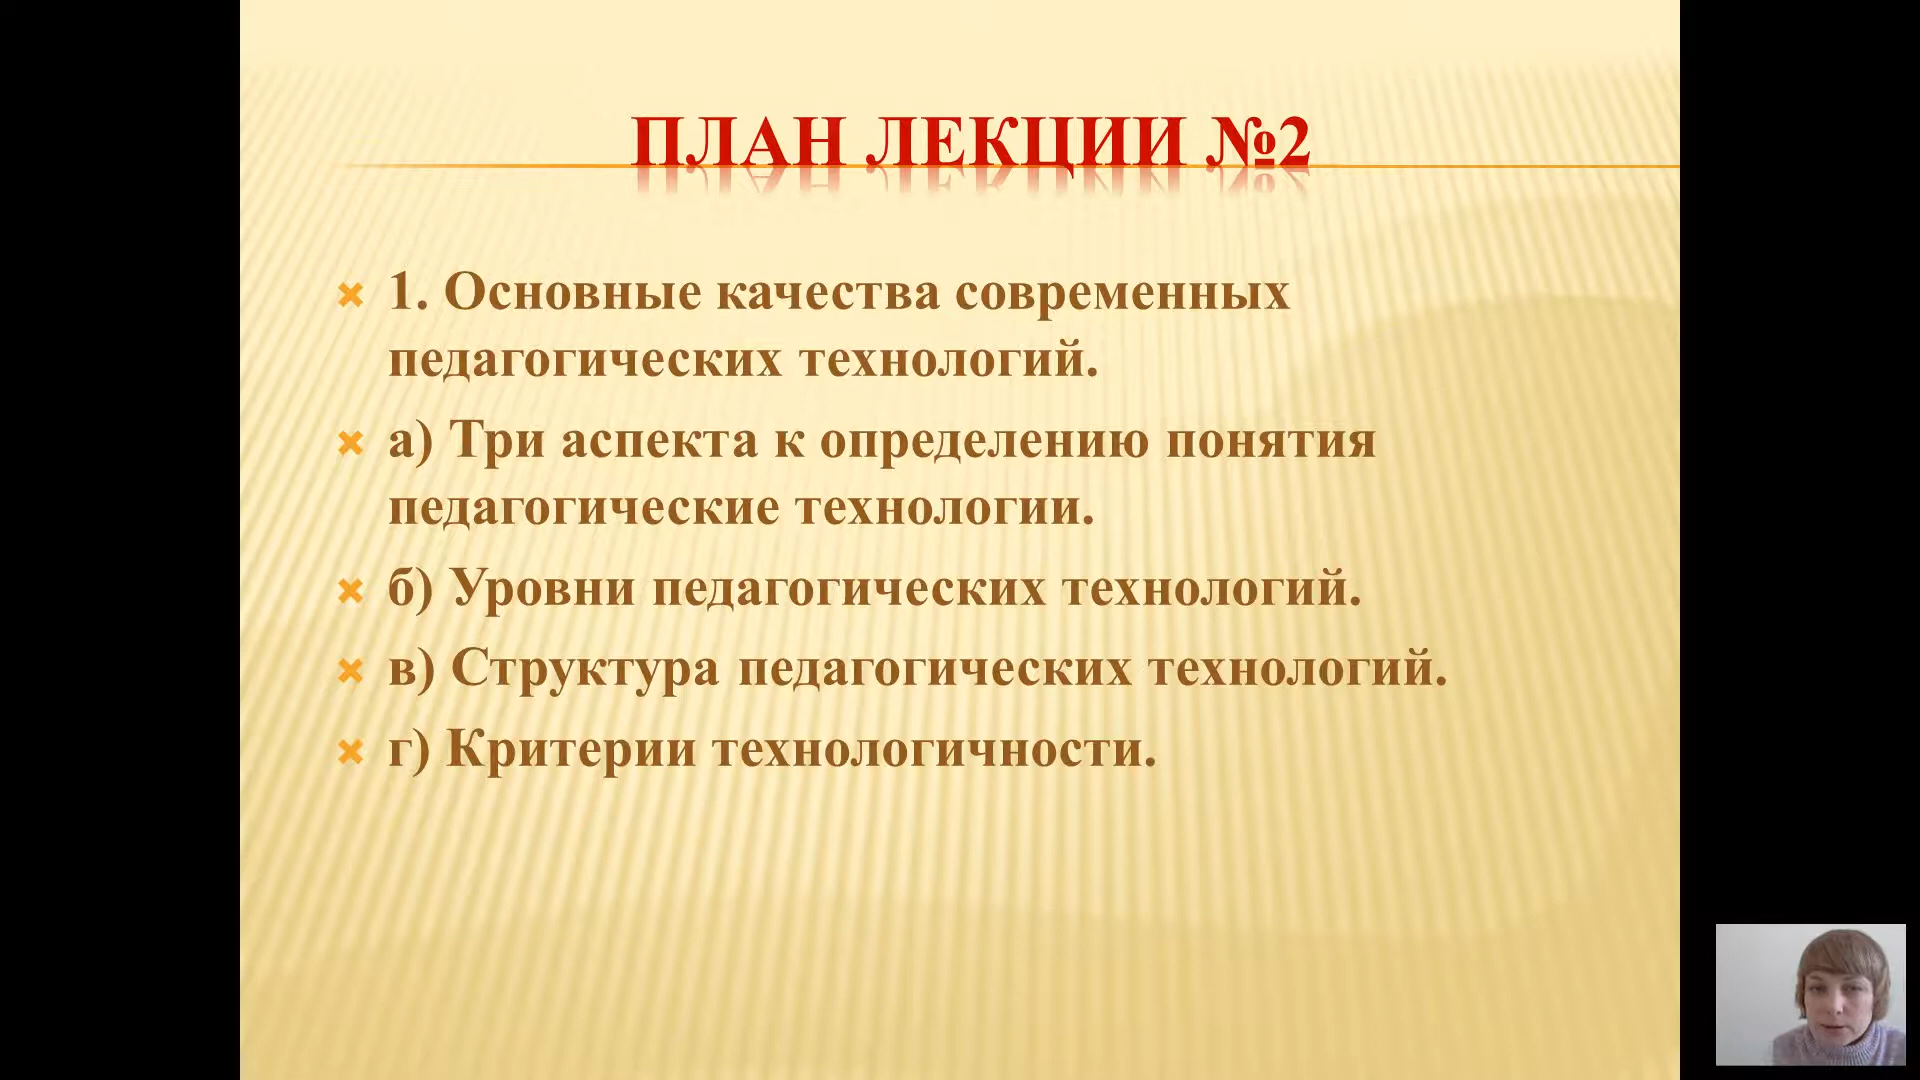 ПЛАН ЛЕКЦИИ №2
1. Основные качества современных
педагогических технологий.
а) Три аспекта к определению понятия
педагогические технологии.
б) Уровни педагогических технологий.
в) Структура педагогических технологий.
г) Критерии технологичности.